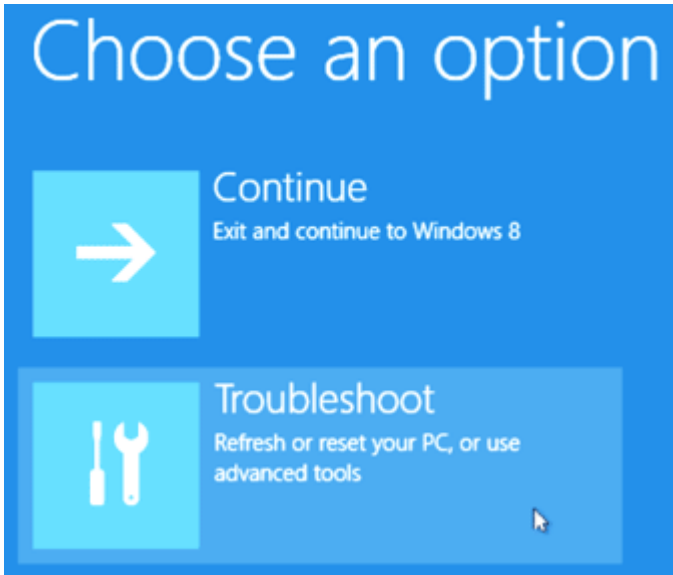 Choose an option
Continue
Exit and continue to Windows 8
Troubleshoot
Refresh or reset your PC, or use
advanced tools